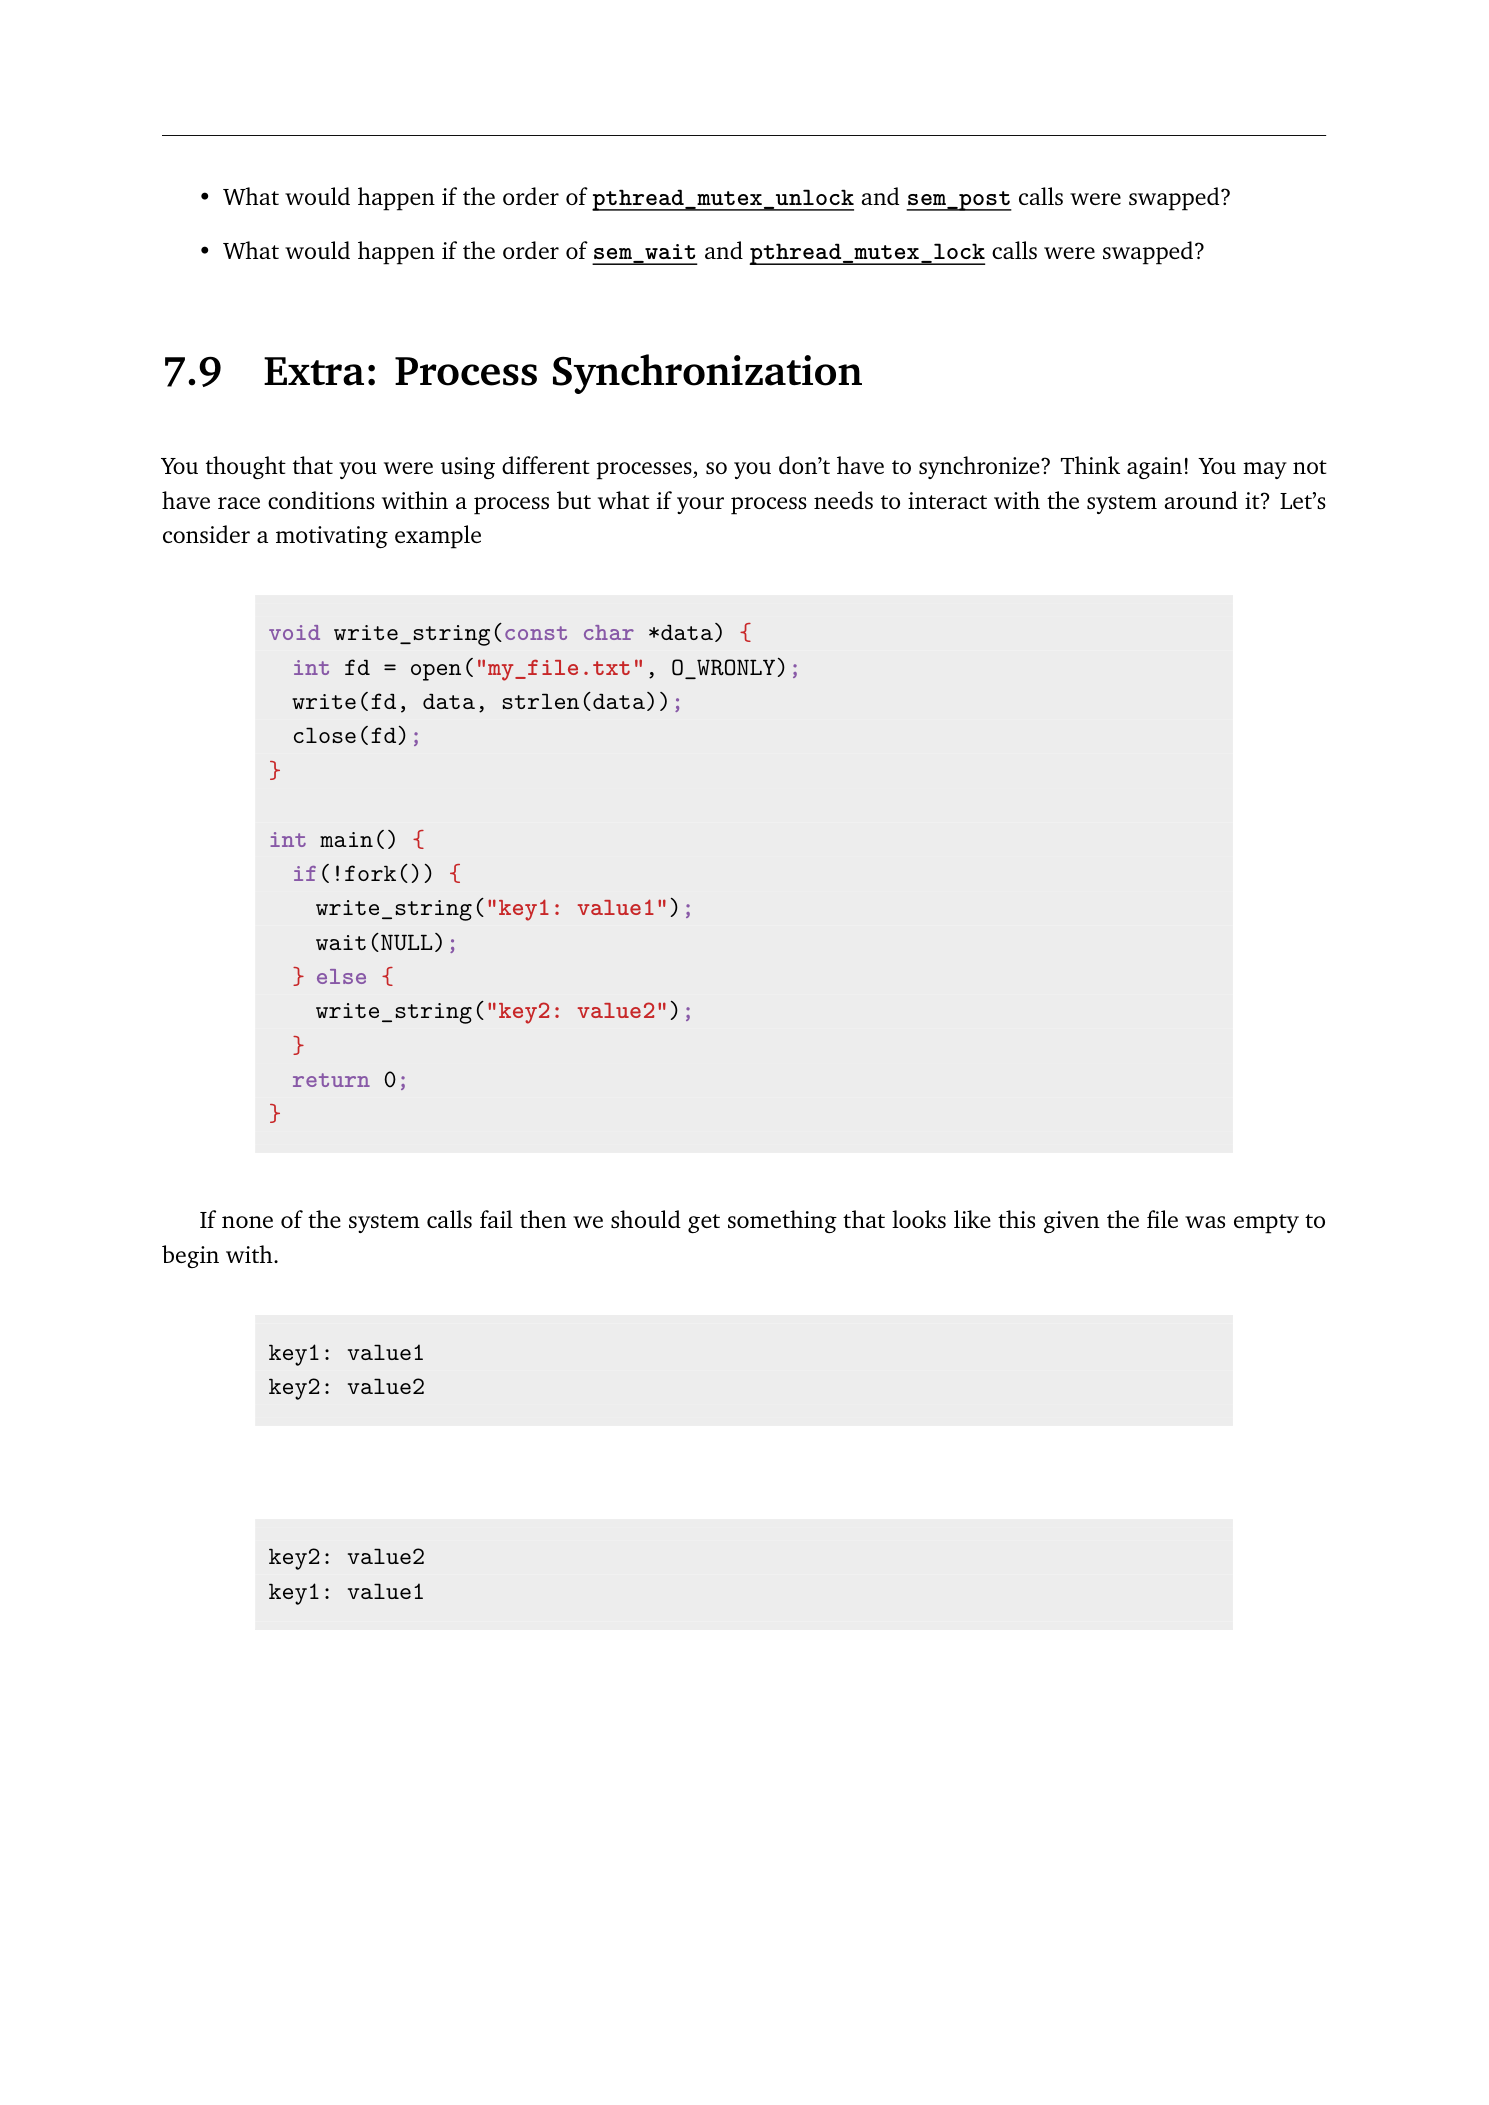 • What would happen if the order of pthread_mutex_unlock and sem_post calls were swapped?
• What would happen if the order of sem_wait and pthread_mutex_lock calls were swapped?
7.9 Extra: Process Synchronization
You thought that you were using different processes, so you don’t have to synchronize? Think again! You may not
have race conditions within a process but what if your process needs to interact with the system around it? Let’s
consider a motivating example
void write_string(const char *data) {
  int fd = open("my_file.txt", O_WRONLY);
  write(fd, data, strlen(data));
  close(fd);
}
int main() {
  if(!fork()) {
    write_string("key1: value1");
    wait(NULL);
  } else {
    write_string("key2: value2");
  }
  return 0;
}
If none of the system calls fail then we should get something that looks like this given the file was empty to
begin with.
key1: value1
key2: value2
key2: value2
key1: value1